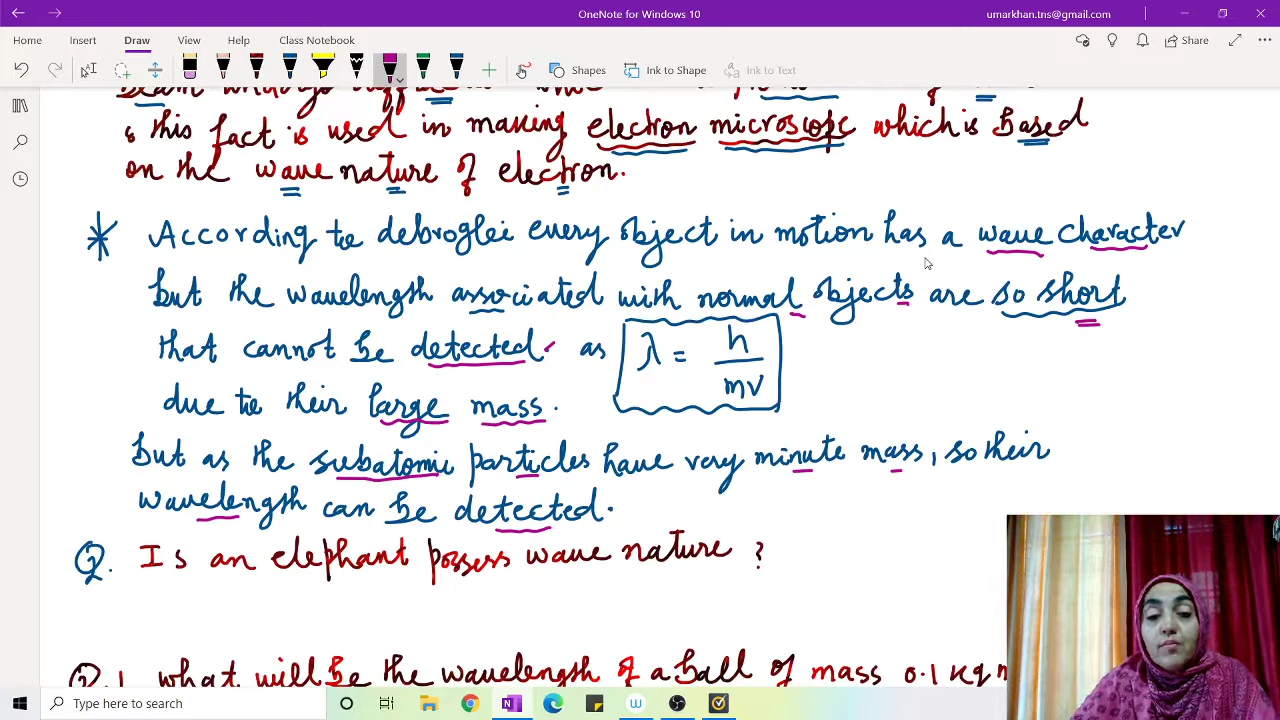 OneNote for Windows 10
umarkhan.tns@gmail.com
Home Insert Draw View Help Class Notebook
Share
Shapes Ink to Shape Ink to Text
beam
& this fact is used in making electron microscope which is Based
on the wave nature of electron.
* According to debroglei every object in motion has a wave character
but the wavelength associated with normal objects are so short
that cannot be detected. as λ = h/mv
due to their large mass.
But as the subatomic particles have very minute mass, so their
wavelength can be detected.
Q. Is an elephant possess wave nature ?
Q.1 what will be the wavelength of a ball of mass 0.1 kg
Type here to search